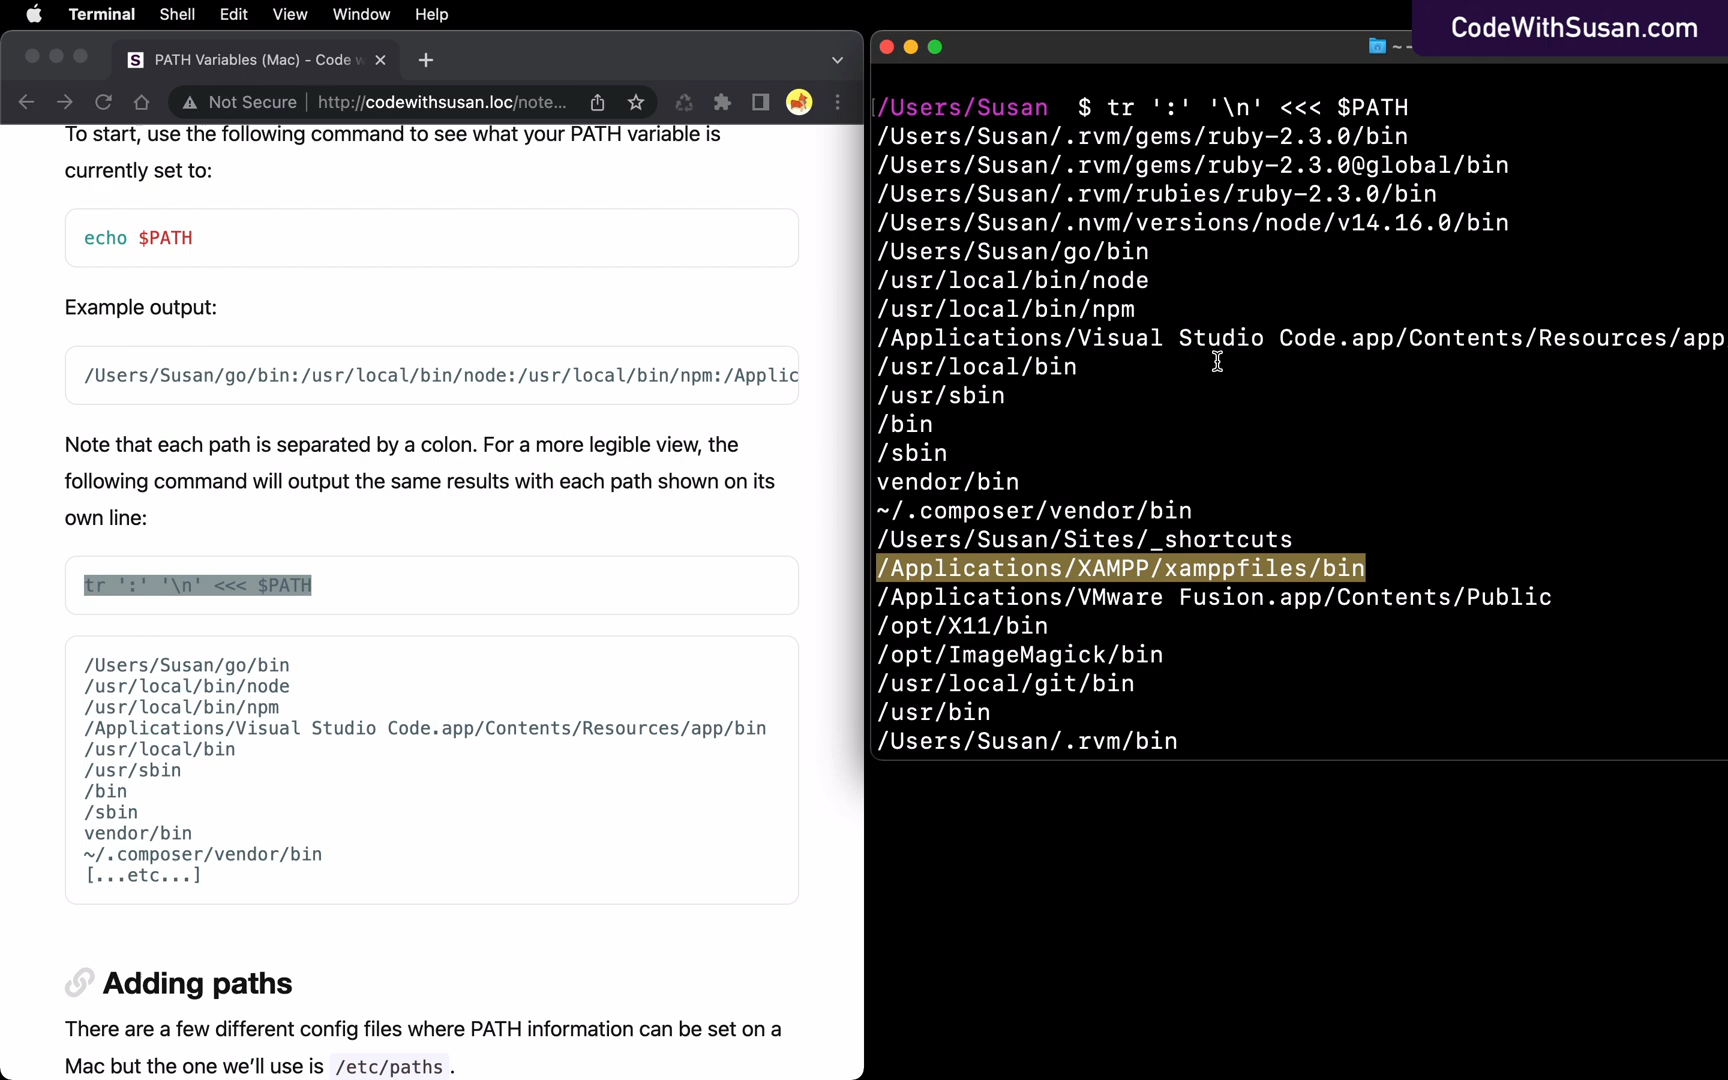 Terminal Shell Edit View Window Help
CodeWithSusan.com
S PATH Variables (Mac) - Code w
Not Secure http://codewithsusan.loc/note...
To start, use the following command to see what your PATH variable is
currently set to:
echo $PATH
Example output:
/Users/Susan/go/bin:/usr/local/bin/node:/usr/local/bin/npm:/Applic
Note that each path is separated by a colon. For a more legible view, the
following command will output the same results with each path shown on its
own line:
tr ':' '\n' <<< $PATH
/Users/Susan/go/bin
/usr/local/bin/node
/usr/local/bin/npm
/Applications/Visual Studio Code.app/Contents/Resources/app/bin
/usr/local/bin
/usr/sbin
/bin
/sbin
vendor/bin
~/.composer/vendor/bin
[...etc...]
Adding paths
There are a few different config files where PATH information can be set on a
Mac but the one we’ll use is /etc/paths .
~ —
/Users/Susan $ tr ':' '\n' <<< $PATH
/Users/Susan/.rvm/gems/ruby-2.3.0/bin
/Users/Susan/.rvm/gems/ruby-2.3.0@global/bin
/Users/Susan/.rvm/rubies/ruby-2.3.0/bin
/Users/Susan/.nvm/versions/node/v14.16.0/bin
/Users/Susan/go/bin
/usr/local/bin/node
/usr/local/bin/npm
/Applications/Visual Studio Code.app/Contents/Resources/app
/usr/local/bin
/usr/sbin
/bin
/sbin
vendor/bin
~/.composer/vendor/bin
/Users/Susan/Sites/_shortcuts
/Applications/XAMPP/xamppfiles/bin
/Applications/VMware Fusion.app/Contents/Public
/opt/X11/bin
/opt/ImageMagick/bin
/usr/local/git/bin
/usr/bin
/Users/Susan/.rvm/bin